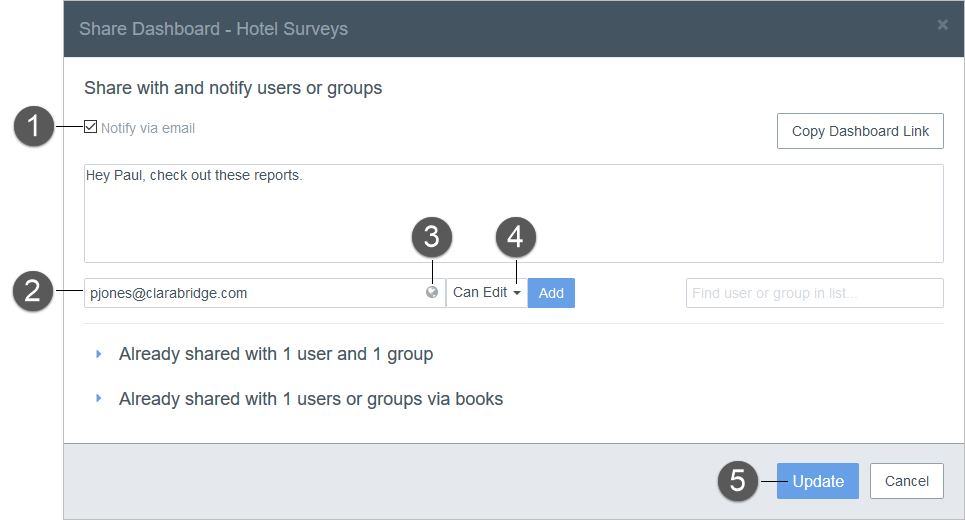 Share Dashboard - Hotel Surveys
×
Share with and notify users or groups
1
Notify via email
Copy Dashboard Link
Hey Paul, check out these reports.
3
4
2
pjones@clarabridge.com
Can Edit
Add
Find user or group in list...
Already shared with 1 user and 1 group
Already shared with 1 users or groups via books
5
Update
Cancel